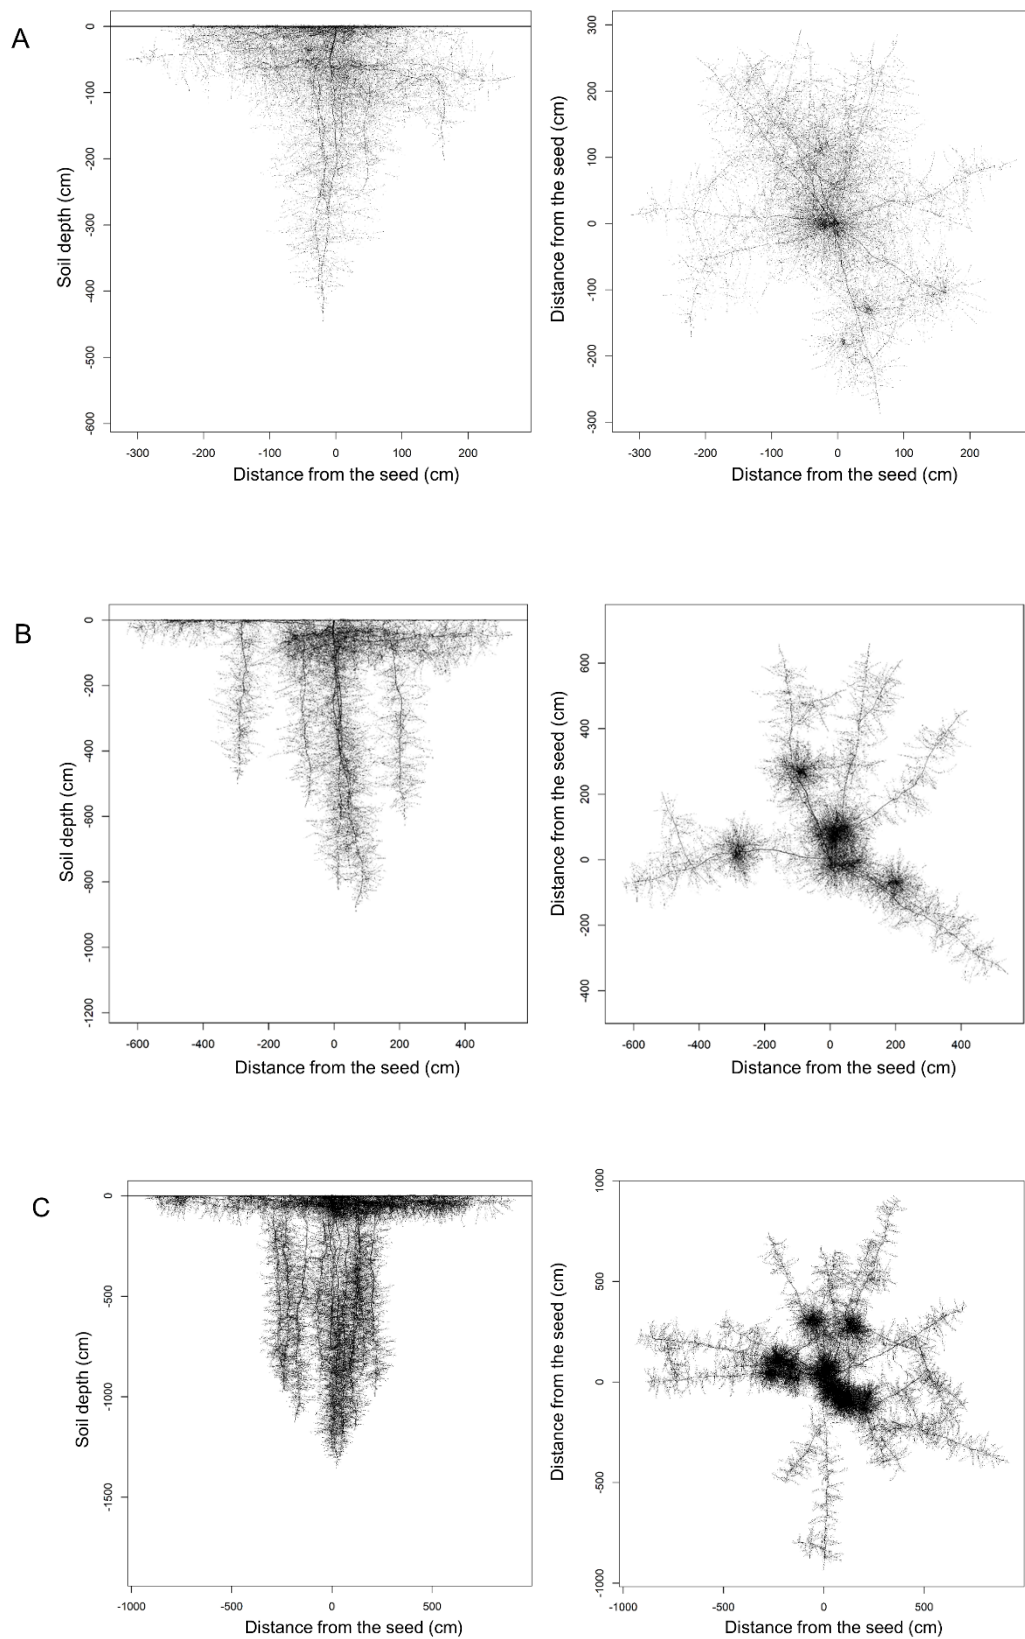 A
0
-100
-200
-300
-400
-500
-600
Soil depth (cm)
-300 -200 -100 0 100 200
Distance from the seed (cm)
300
200
100
0
-100
-200
-300
Distance from the seed (cm)
-300 -200 -100 0 100 200
Distance from the seed (cm)
B
0
-200
-400
-600
-800
-1000
-1200
Soil depth (cm)
-600 -400 -200 0 200 400
Distance from the seed (cm)
600
400
200
0
-200
-400
Distance from the seed (cm)
-600 -400 -200 0 200 400
Distance from the seed (cm)
C
0
-500
-1000
-1500
Soil depth (cm)
-1000 -500 0 500
Distance from the seed (cm)
1000
500
0
-500
-1000
Distance from the seed (cm)
-1000 -500 0 500
Distance from the seed (cm)